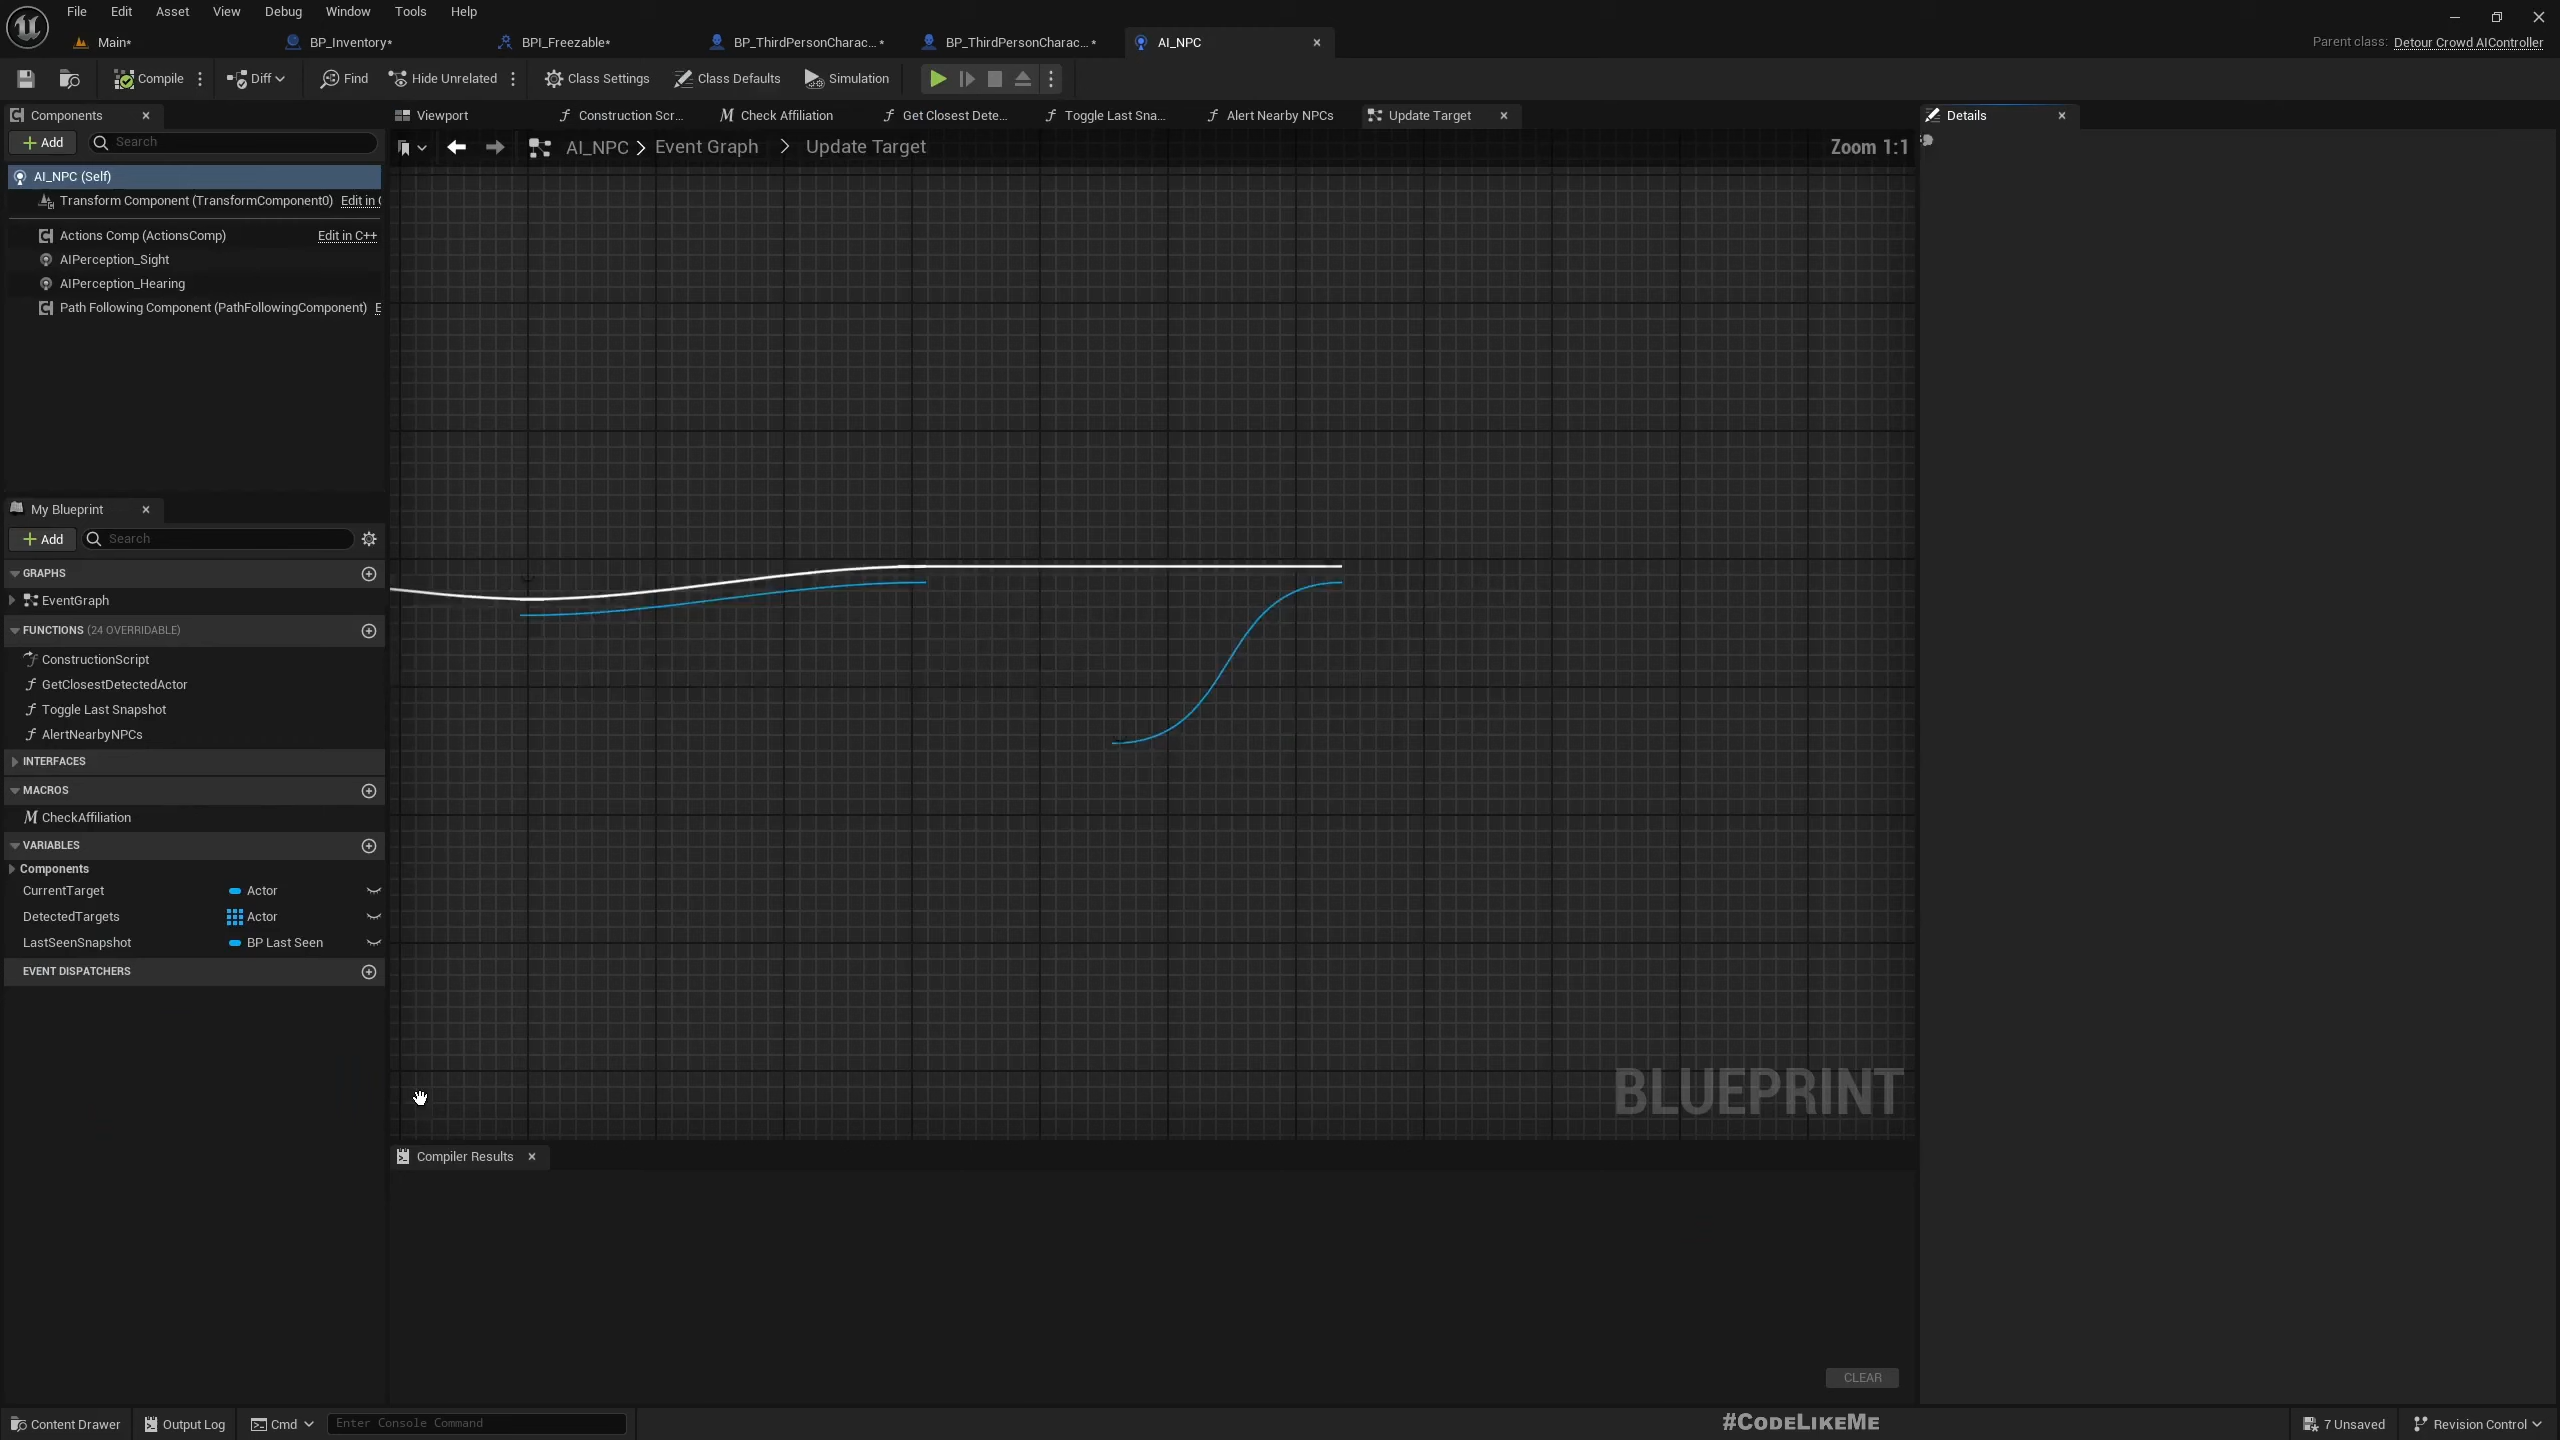 File Edit Asset View Debug Window Tools Help
Main* BP_Inventory* BPI_Freezable* BP_ThirdPersonCharac...* BP_ThirdPersonCharac...* AI_NPC
Parent class: Detour Crowd AIController
Compile Diff Find Hide Unrelated Class Settings Class Defaults Simulation
Components
Add Search
AI_NPC (Self)
Transform Component (TransformComponent0) Edit in C
Actions Comp (ActionsComp) Edit in C++
AIPerception_Sight
AIPerception_Hearing
Path Following Component (PathFollowingComponent) E
My Blueprint
Add Search
GRAPHS
EventGraph
FUNCTIONS (24 OVERRIDABLE)
ConstructionScript
GetClosestDetectedActor
Toggle Last Snapshot
AlertNearbyNPCs
INTERFACES
MACROS
CheckAffiliation
VARIABLES
Components
CurrentTarget Actor
DetectedTargets Actor
LastSeenSnapshot BP Last Seen
EVENT DISPATCHERS
Viewport Construction Scr... Check Affiliation Get Closest Dete... Toggle Last Sna... Alert Nearby NPCs Update Target
AI_NPC > Event Graph > Update Target
Zoom 1:1
BLUEPRINT
Compiler Results
CLEAR
Details
Content Drawer Output Log Cmd Enter Console Command
#CodeLikeMe
7 Unsaved Revision Control